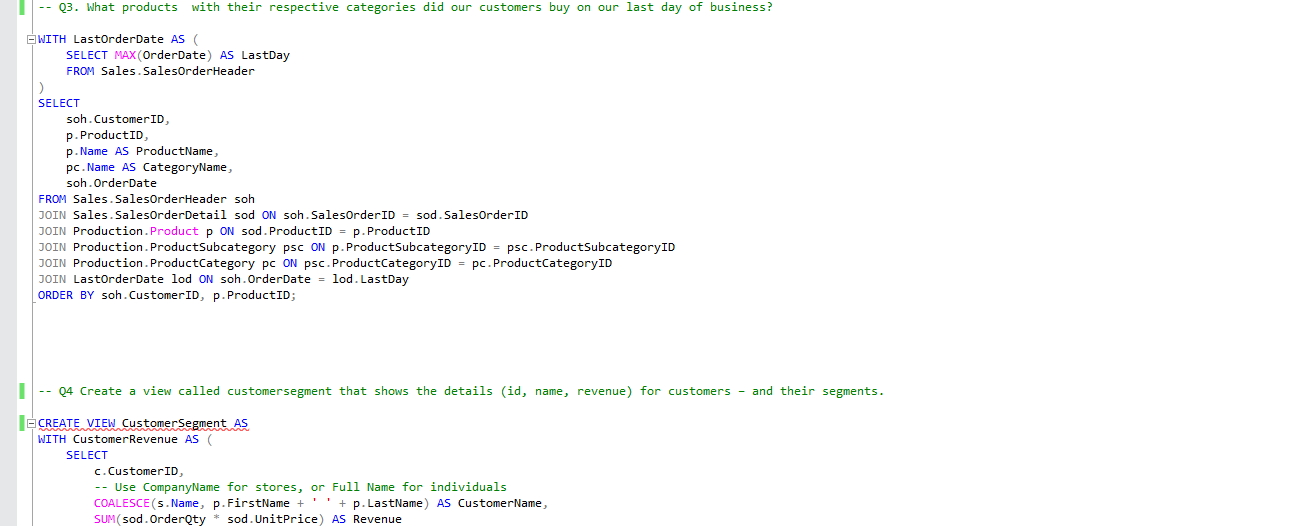 -- Q3. What products  with their respective categories did our customers buy on our last day of business?
WITH LastOrderDate AS (
    SELECT MAX(OrderDate) AS LastDay
    FROM Sales.SalesOrderHeader
)
SELECT
    soh.CustomerID,
    p.ProductID,
    p.Name AS ProductName,
    pc.Name AS CategoryName,
    soh.OrderDate
FROM Sales.SalesOrderHeader soh
JOIN Sales.SalesOrderDetail sod ON soh.SalesOrderID = sod.SalesOrderID
JOIN Production.Product p ON sod.ProductID = p.ProductID
JOIN Production.ProductSubcategory psc ON p.ProductSubcategoryID = psc.ProductSubcategoryID
JOIN Production.ProductCategory pc ON psc.ProductCategoryID = pc.ProductCategoryID
JOIN LastOrderDate lod ON soh.OrderDate = lod.LastDay
ORDER BY soh.CustomerID, p.ProductID;
-- Q4 Create a view called customersegment that shows the details (id, name, revenue) for customers – and their segments.
CREATE VIEW CustomerSegment AS
WITH CustomerRevenue AS (
    SELECT
        c.CustomerID,
        -- Use CompanyName for stores, or Full Name for individuals
        COALESCE(s.Name, p.FirstName + ' ' + p.LastName) AS CustomerName,
        SUM(sod.OrderQty * sod.UnitPrice) AS Revenue